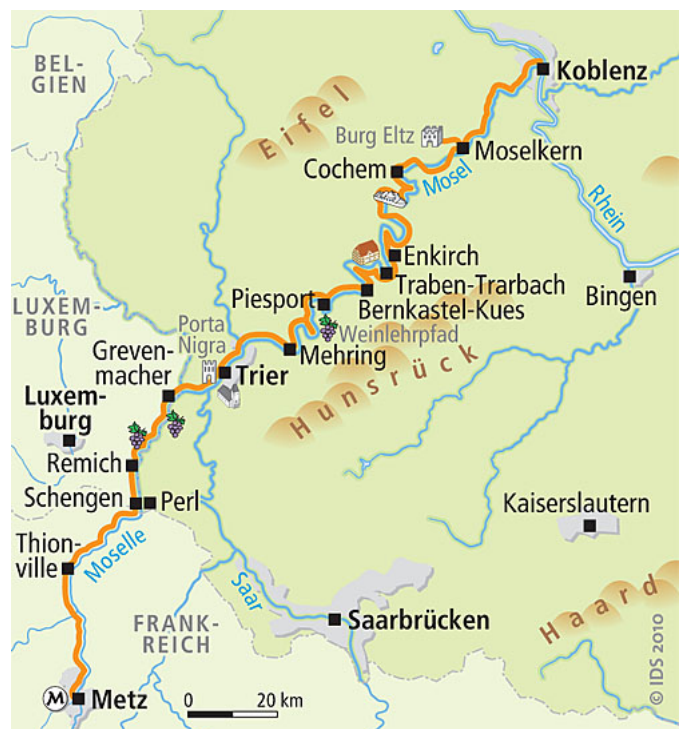 BEL-
GIEN
Koblenz
Eifel
Burg Eltz
Moselkern
Cochem
Mosel
Rhein
Enkirch
Traben-Trarbach
Bingen
Piesport
Bernkastel-Kues
LUXEM-
BURG
Porta
Nigra
Weinlehrpfad
Greven-
macher
Mehring
Hunsrück
Trier
Luxem-
burg
Remich
Schengen
Perl
Kaiserslautern
Thion-
ville
Moselle
Saar
FRANK-
REICH
Saarbrücken
Haard
M
Metz
0 20 km
© IDS 2010